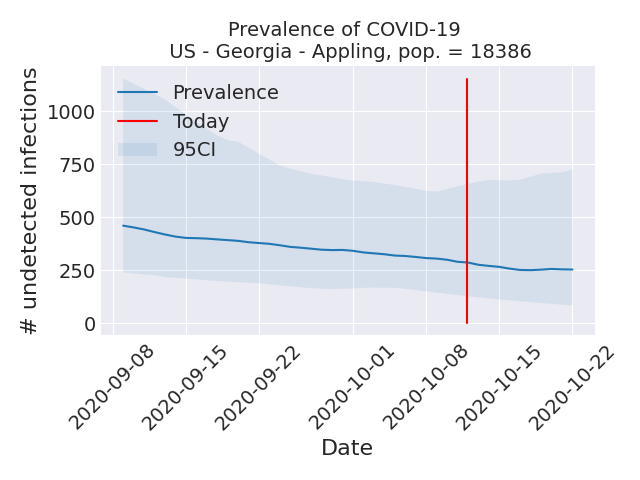 Prevalence of COVID-19
US - Georgia - Appling, pop. = 18386
# undetected infections
1000
750
500
250
0
Prevalence
Today
95CI
2020-09-08
2020-09-15
2020-09-22
2020-10-01
2020-10-08
2020-10-15
2020-10-22
Date